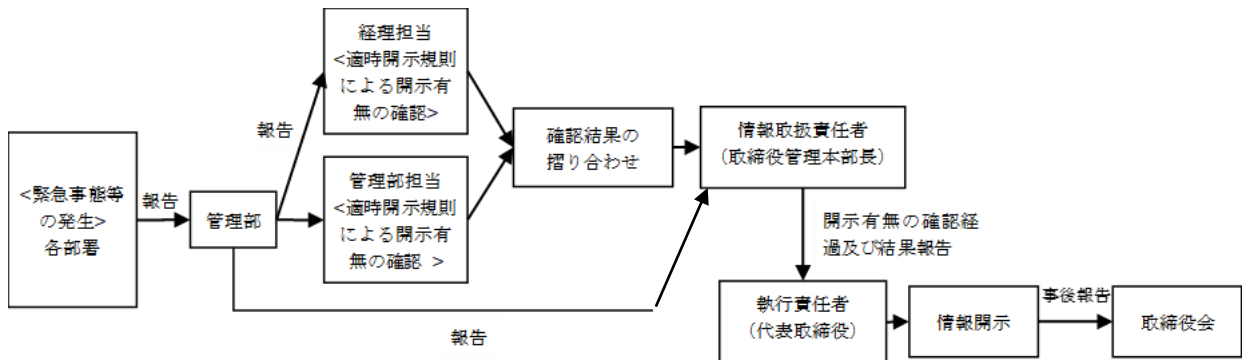 <緊急事態等
の発生>
各部署
報告
管理部
報告
経理担当
<適時開示規則
による開示有
無の確認>
管理部担当
<適時開示規則
による開示有
無の確認 >
確認結果の
摺り合わせ
情報取扱責任者
(取締役管理本部長)
報告
開示有無の確認経
過及び結果報告
執行責任者
(代表取締役)
情報開示
事後報告
取締役会